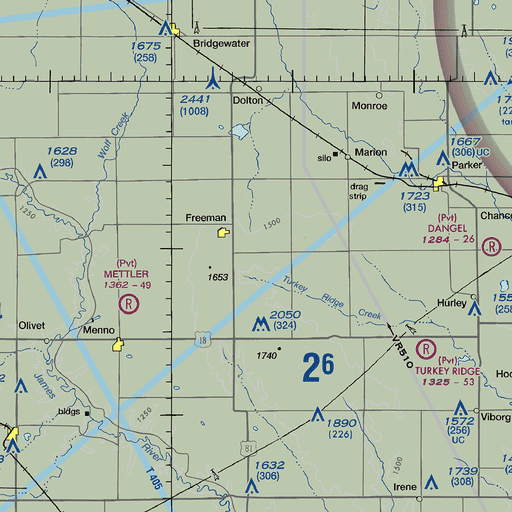 1675
(258)
Bridgewater
2441
(1008)
Dolton
Monroe
Wolf Creek
1628
(298)
silo
Marion
1667
(306) UC
Parker
drag
strip
1723
(315)
1250
Freeman
1500
(Pvt)
DANGEL
1284 - 26
R
(Pvt)
METTLER
1362 - 49
R
1653
Turkey Ridge Creek
Hurley
Olivet
Menno
2050
(324)
18
1740
26
VR510
R
(Pvt)
TURKEY RIDGE
1325 - 53
James
River
bldgs
1250
1890
(226)
1572
(256)
UC
Viborg
81
T 405
1632
(306)
1500
1739
(308)
Irene